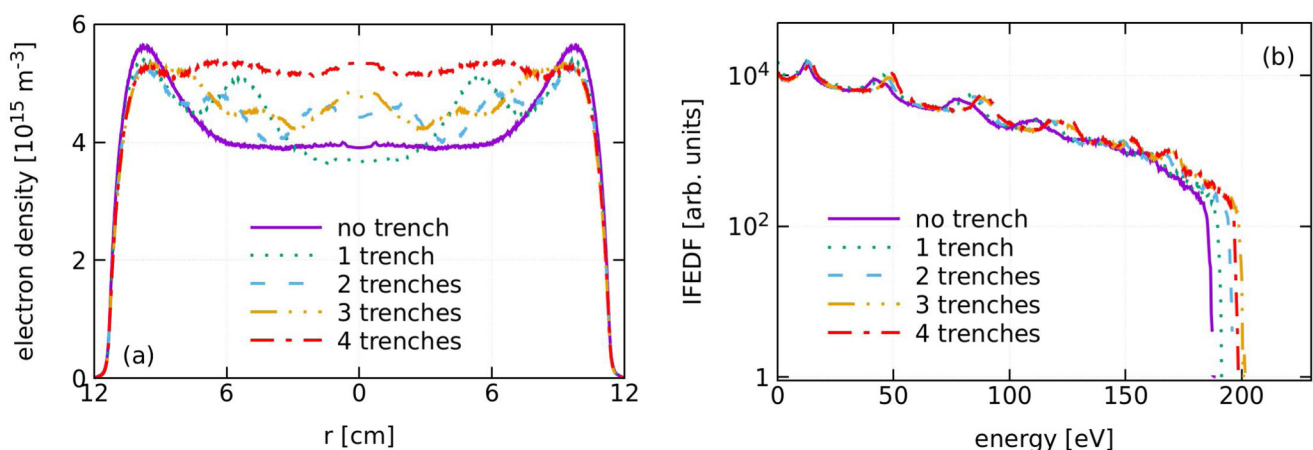 electron density [10¹⁵ m⁻³]
6
4
2
0
12
6
0
6
12
r [cm]
(a)
no trench
1 trench
2 trenches
3 trenches
4 trenches
IFEDF [arb. units]
10⁴
10²
1
0
50
100
150
200
energy [eV]
(b)
no trench
1 trench
2 trenches
3 trenches
4 trenches